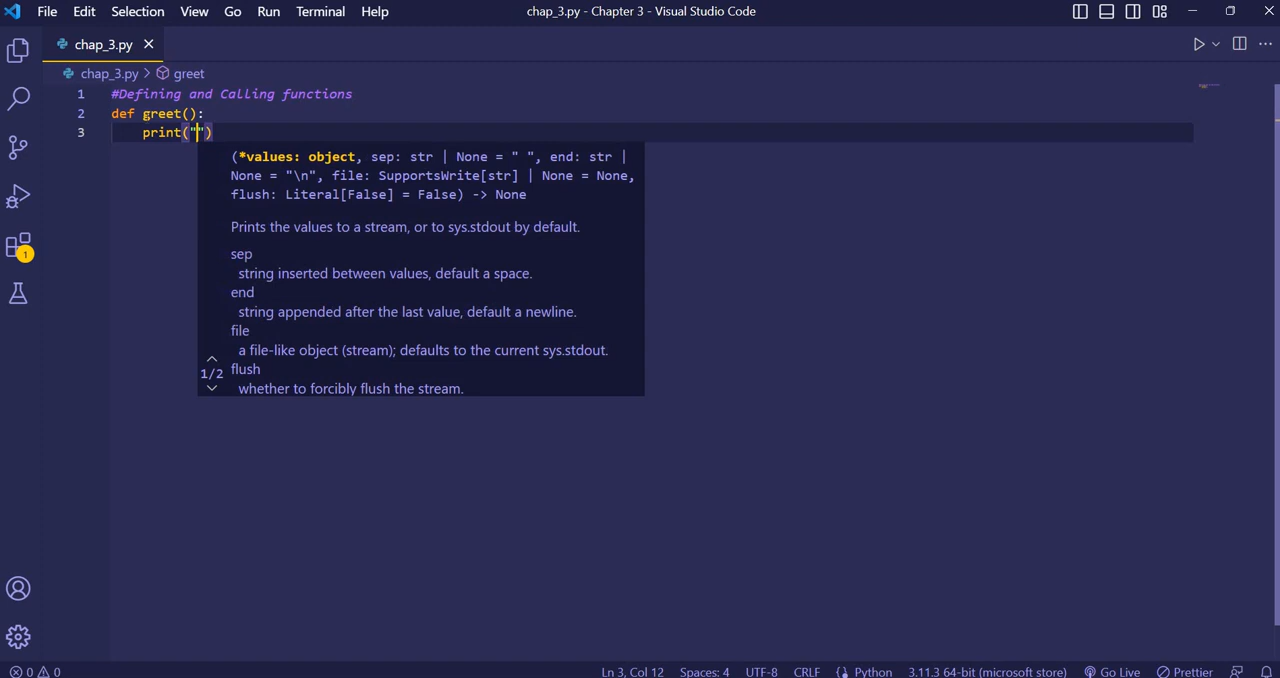 File Edit Selection View Go Run Terminal Help
chap_3.py - Chapter 3 - Visual Studio Code
chap_3.py
chap_3.py > greet
1 #Defining and Calling functions
2 def greet():
3 print("")
(*values: object, sep: str | None = " ", end: str |
None = "\n", file: SupportsWrite[str] | None = None,
flush: Literal[False] = False) -> None
Prints the values to a stream, or to sys.stdout by default.
sep
string inserted between values, default a space.
end
string appended after the last value, default a newline.
file
a file-like object (stream); defaults to the current sys.stdout.
1/2
flush
whether to forcibly flush the stream.
1
0 0
Ln 3, Col 12 Spaces: 4 UTF-8 CRLF Python 3.11.3 64-bit (microsoft store) Go Live Prettier